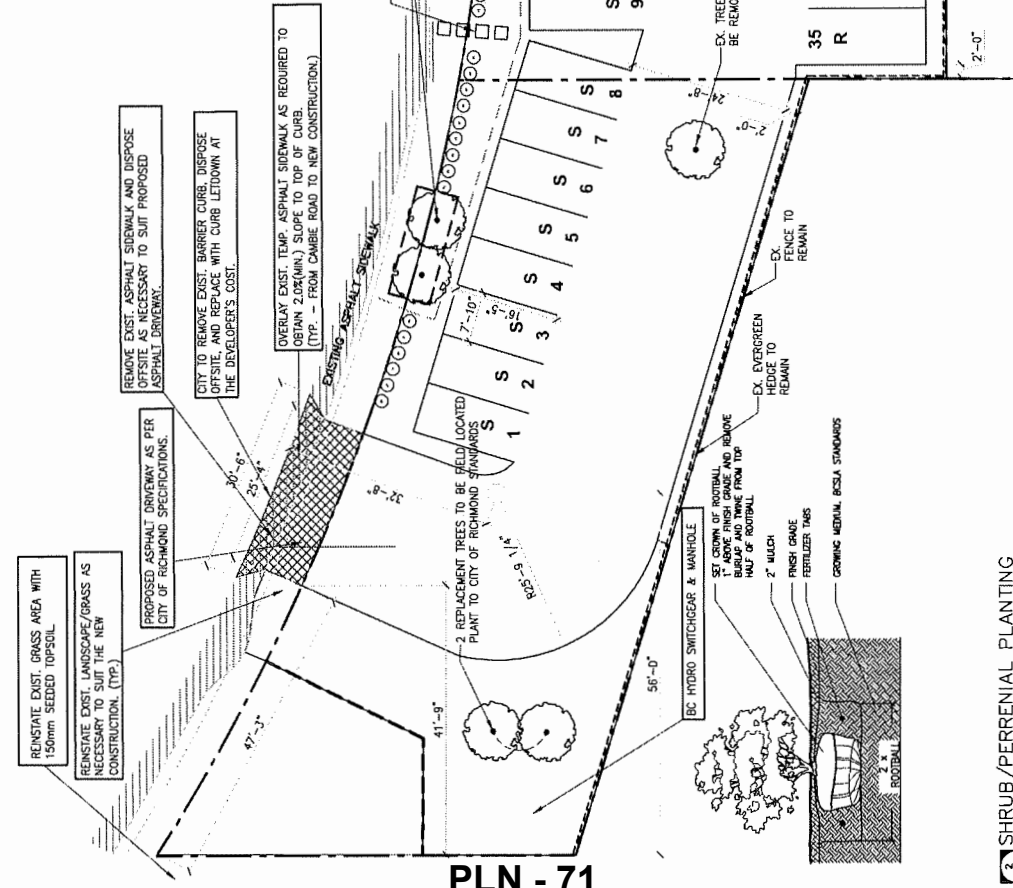 REINSTATE EXIST. GRASS AREA WITH
150mm SEEDED TOPSOIL.
REINSTATE EXIST. LANDSCAPE/GRASS AS
NECESSARY TO SUIT THE NEW
CONSTRUCTION. (TYP.)
PROPOSED ASPHALT DRIVEWAY AS PER
CITY OF RICHMOND SPECIFICATIONS.
REMOVE EXIST. ASPHALT SIDEWALK AND DISPOSE
OFFSITE AS NECESSARY TO SUIT PROPOSED
ASPHALT DRIVEWAY.
CITY TO REMOVE EXIST. BARRIER CURB, DISPOSE
OFFSITE, AND REPLACE WITH CURB LETDOWN AT
THE DEVELOPER'S COST.
OVERLAY EXIST. TEMP. ASPHALT SIDEWALK AS REQUIRED TO
OBTAIN 2.0%(MIN.) SLOPE TO TOP OF CURB.
(TYP. - FROM CAMBIE ROAD TO NEW CONSTRUCTION.)
EXISTING ASPHALT SIDEWALK
30'-6"
25'-4"
32'-8"
47'-3"
41'-9"
R25'-9 1/4"
56'-0"
7'-10"
16'-5"
24'-8"
2'-0"
2'-0"
2 REPLACEMENT TREES TO BE FIELD LOCATED
PLANT TO CITY OF RICHMOND STANDARDS
S
1
S
2
S
3
S
4
S
5
S
6
S
7
S
8
S
9
35
R
EX. TREE
BE REMO
EX.
FENCE TO
REMAIN
EX. EVERGREEN
HEDGE TO
REMAIN
BC HYDRO SWITCHGEAR & MANHOLE
SET CROWN OF ROOTBALL
1" ABOVE FINISH GRADE AND REMOVE
BURLAP AND TWINE FROM TOP
HALF OF ROOTBALL
2" MULCH
FINISH GRADE
FERTILIZER TABS
GROWING MEDIUM, BCSLA STANDARDS
2 X
ROOTBALL
2 SHRUB/PERRENIAL PLANTING
PLN - 71